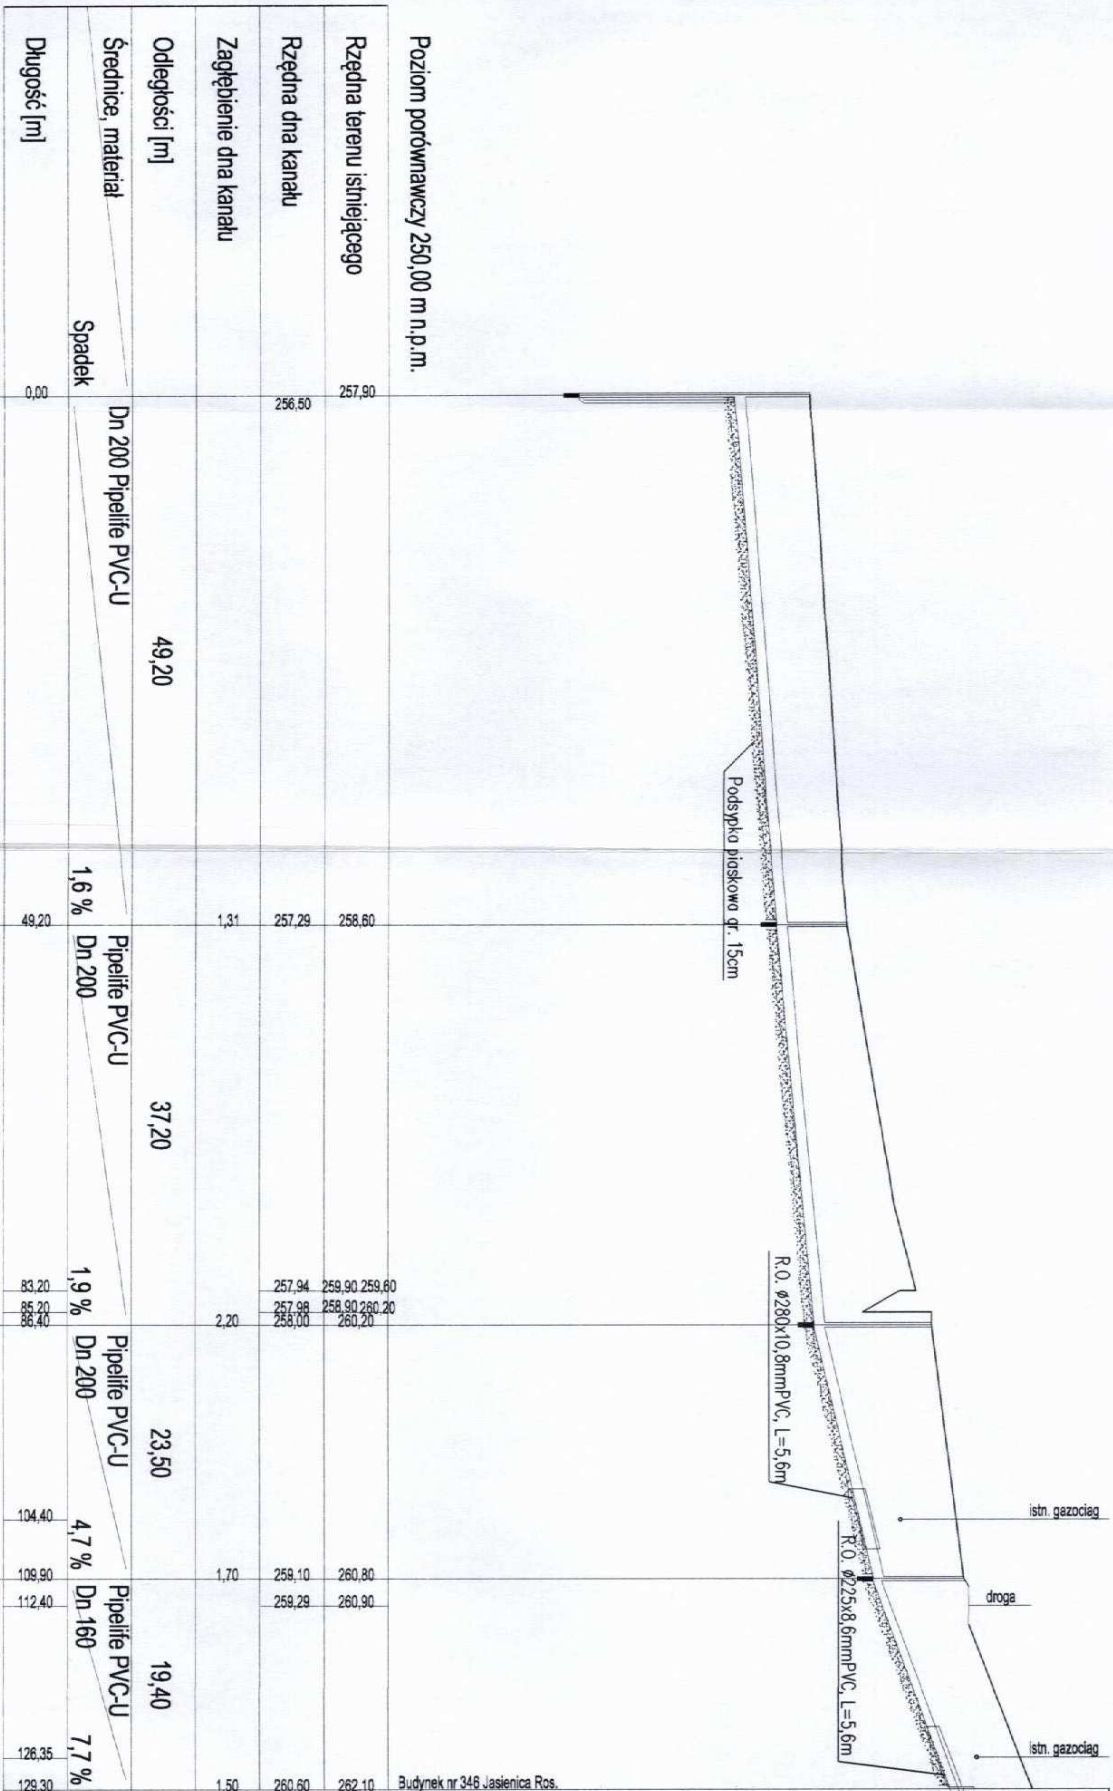 Poziom porównawczy 250,00 m n.p.m.
Rzędna terenu istniejącego
257,90
258,60
259,90 259,60
258,90 260,20
260,20
260,80
260,90
262,10
Budynek nr 346 Jasienica Ros.
Rzędna dna kanału
256,50
257,29
257,94
257,98
258,00
259,10
259,29
260,60
Zagłębienie dna kanału
1,31
2,20
1,70
1,50
Odległości [m]
49,20
37,20
23,50
19,40
Średnice, materiał
Spadek
Dn 200 Pipelife PVC-U
1,6 %
Pipelife PVC-U
Dn 200
1,9 %
Pipelife PVC-U
Dn 200
4,7 %
Pipelife PVC-U
Dn 160
7,7 %
Długość [m]
0,00
49,20
83,20
85,20
86,40
104,40
109,90
112,40
126,35
129,30
Podsypka piaskowa gr. 15cm
R.O. ø280x10,8mmPVC, L=5,6m
R.O. ø225x8,6mmPVC, L=5,6m
istn. gazociąg
droga
istn. gazociąg